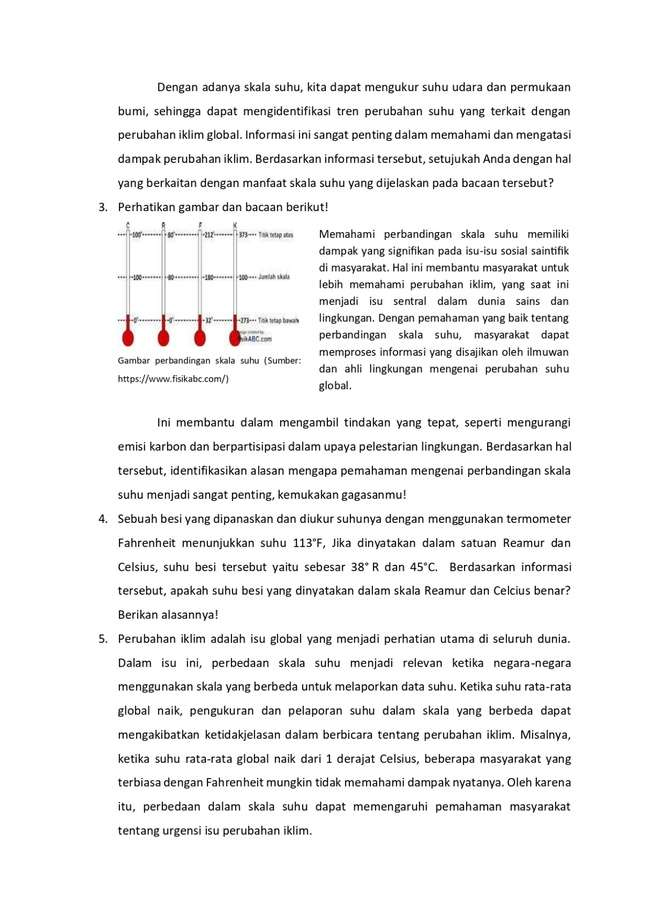 Dengan adanya skala suhu, kita dapat mengukur suhu udara dan permukaan
bumi, sehingga dapat mengidentifikasi tren perubahan suhu yang terkait dengan
perubahan iklim global. Informasi ini sangat penting dalam memahami dan mengatasi
dampak perubahan iklim. Berdasarkan informasi tersebut, setujukah Anda dengan hal
yang berkaitan dengan manfaat skala suhu yang dijelaskan pada bacaan tersebut?
3. Perhatikan gambar dan bacaan berikut!
C R F K
100° 80° 212° 373 Titik tetap atas
100 80 180 100 Jumlah skala
0° 0° 32° 273 Titik tetap bawah
fisikABC.com
Gambar perbandingan skala suhu (Sumber:
https://www.fisikabc.com/)
Memahami perbandingan skala suhu memiliki
dampak yang signifikan pada isu-isu sosial saintifik
di masyarakat. Hal ini membantu masyarakat untuk
lebih memahami perubahan iklim, yang saat ini
menjadi isu sentral dalam dunia sains dan
lingkungan. Dengan pemahaman yang baik tentang
perbandingan skala suhu, masyarakat dapat
memproses informasi yang disajikan oleh ilmuwan
dan ahli lingkungan mengenai perubahan suhu
global.
Ini membantu dalam mengambil tindakan yang tepat, seperti mengurangi
emisi karbon dan berpartisipasi dalam upaya pelestarian lingkungan. Berdasarkan hal
tersebut, identifikasikan alasan mengapa pemahaman mengenai perbandingan skala
suhu menjadi sangat penting, kemukakan gagasanmu!
4. Sebuah besi yang dipanaskan dan diukur suhunya dengan menggunakan termometer
Fahrenheit menunjukkan suhu 113°F, Jika dinyatakan dalam satuan Reamur dan
Celsius, suhu besi tersebut yaitu sebesar 38° R dan 45°C. Berdasarkan informasi
tersebut, apakah suhu besi yang dinyatakan dalam skala Reamur dan Celcius benar?
Berikan alasannya!
5. Perubahan iklim adalah isu global yang menjadi perhatian utama di seluruh dunia.
Dalam isu ini, perbedaan skala suhu menjadi relevan ketika negara-negara
menggunakan skala yang berbeda untuk melaporkan data suhu. Ketika suhu rata-rata
global naik, pengukuran dan pelaporan suhu dalam skala yang berbeda dapat
mengakibatkan ketidakjelasan dalam berbicara tentang perubahan iklim. Misalnya,
ketika suhu rata-rata global naik dari 1 derajat Celsius, beberapa masyarakat yang
terbiasa dengan Fahrenheit mungkin tidak memahami dampak nyatanya. Oleh karena
itu, perbedaan dalam skala suhu dapat memengaruhi pemahaman masyarakat
tentang urgensi isu perubahan iklim.